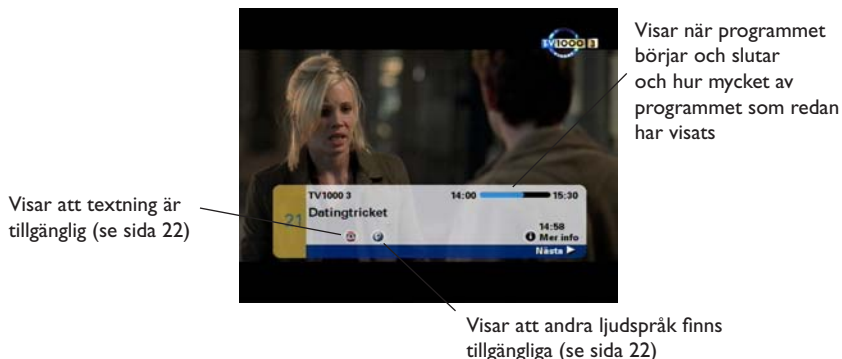 Visar när programmet
börjar och slutar
och hur mycket av
programmet som redan
har visats
TV1000 3
Visar att textning är
tillgänglig (se sida 22)
TV1000 3
14:00 15:30
21 Datingtricket
14:58
Mer info
Nästa
Visar att andra ljudspråk finns
tillgängliga (se sida 22)